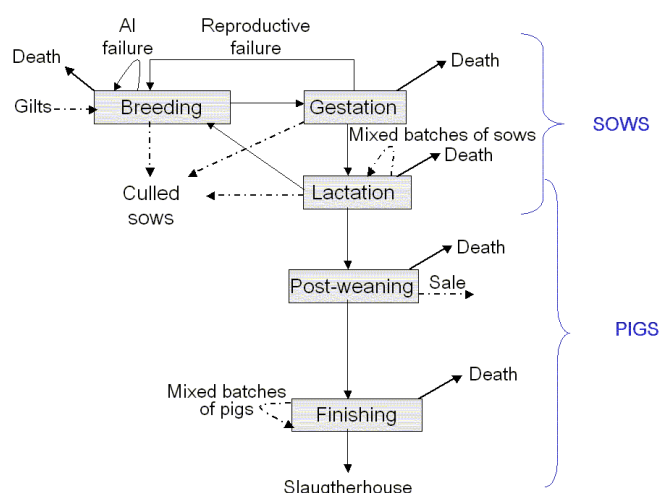 AI
failure
Reproductive
failure
Death
Death
Gilts
Breeding
Gestation
SOWS
Mixed batches of sows
Death
Culled
sows
Lactation
Death
Post-weaning
Sale
PIGS
Death
Mixed batches
of pigs
Finishing
Slaugtherhouse